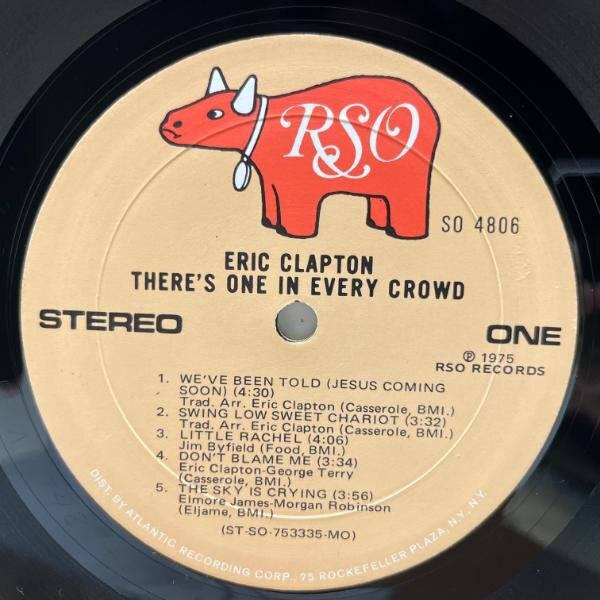 RSO
SO 4806
ERIC CLAPTON
THERE'S ONE IN EVERY CROWD
STEREO
ONE
℗ 1975
RSO RECORDS
1. WE'VE BEEN TOLD (JESUS COMING
SOON) (4:30)
Trad. Arr. Eric Clapton (Casserole, BMI.)
2. SWING LOW SWEET CHARIOT (3:32)
Trad. Arr. Eric Clapton (Casserole, BMI.)
3. LITTLE RACHEL (4:06)
Jim Byfield (Food, BMI.)
4. DON'T BLAME ME (3:34)
Eric Clapton-George Terry
(Casserole, BMI.)
5. THE SKY IS CRYING (3:56)
Elmore James-Morgan Robinson
(Eljame, BMI.)
(ST-SO-753335-MO)
DIST. BY ATLANTIC RECORDING CORP., 75 ROCKEFELLER PLAZA, N.Y., N.Y.